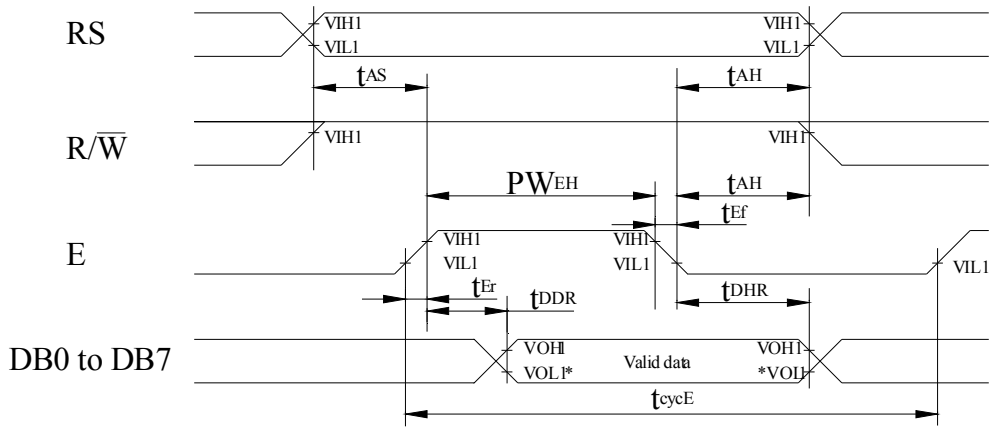 RS
VIH1
VIL1
VIH1
VIL1
tAS
tAH
R/W̅
VIH1
VIH1
PWEH
tAH
tEf
E
VIH1
VIL1
VIH1
VIL1
VIL1
tEr
tDDR
tDHR
DB0 to DB7
VOH1
VOL1*
Valid data
VOH1
*VOL1
tcycE